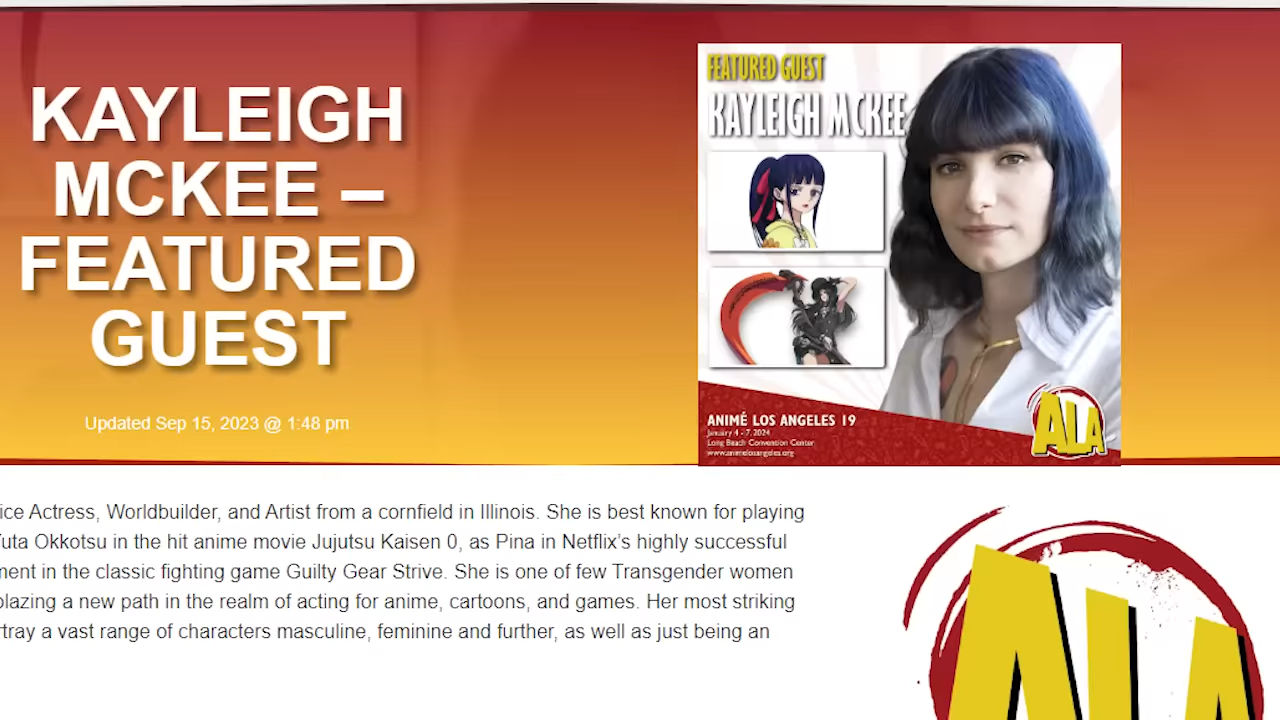 KAYLEIGH
MCKEE –
FEATURED
GUEST
Updated Sep 15, 2023 @ 1:48 pm
FEATURED GUEST
KAYLEIGH MCKEE
ANIMÉ LOS ANGELES 19
January 4 - 7, 2024
Long Beach Convention Center
www.animelosangeles.org
ALA
ice Actress, Worldbuilder, and Artist from a cornfield in Illinois. She is best known for playing
Yuta Okkotsu in the hit anime movie Jujutsu Kaisen 0, as Pina in Netflix’s highly successful
ment in the classic fighting game Guilty Gear Strive. She is one of few Transgender women
blazing a new path in the realm of acting for anime, cartoons, and games. Her most striking
rtray a vast range of characters masculine, feminine and further, as well as just being an
ALA